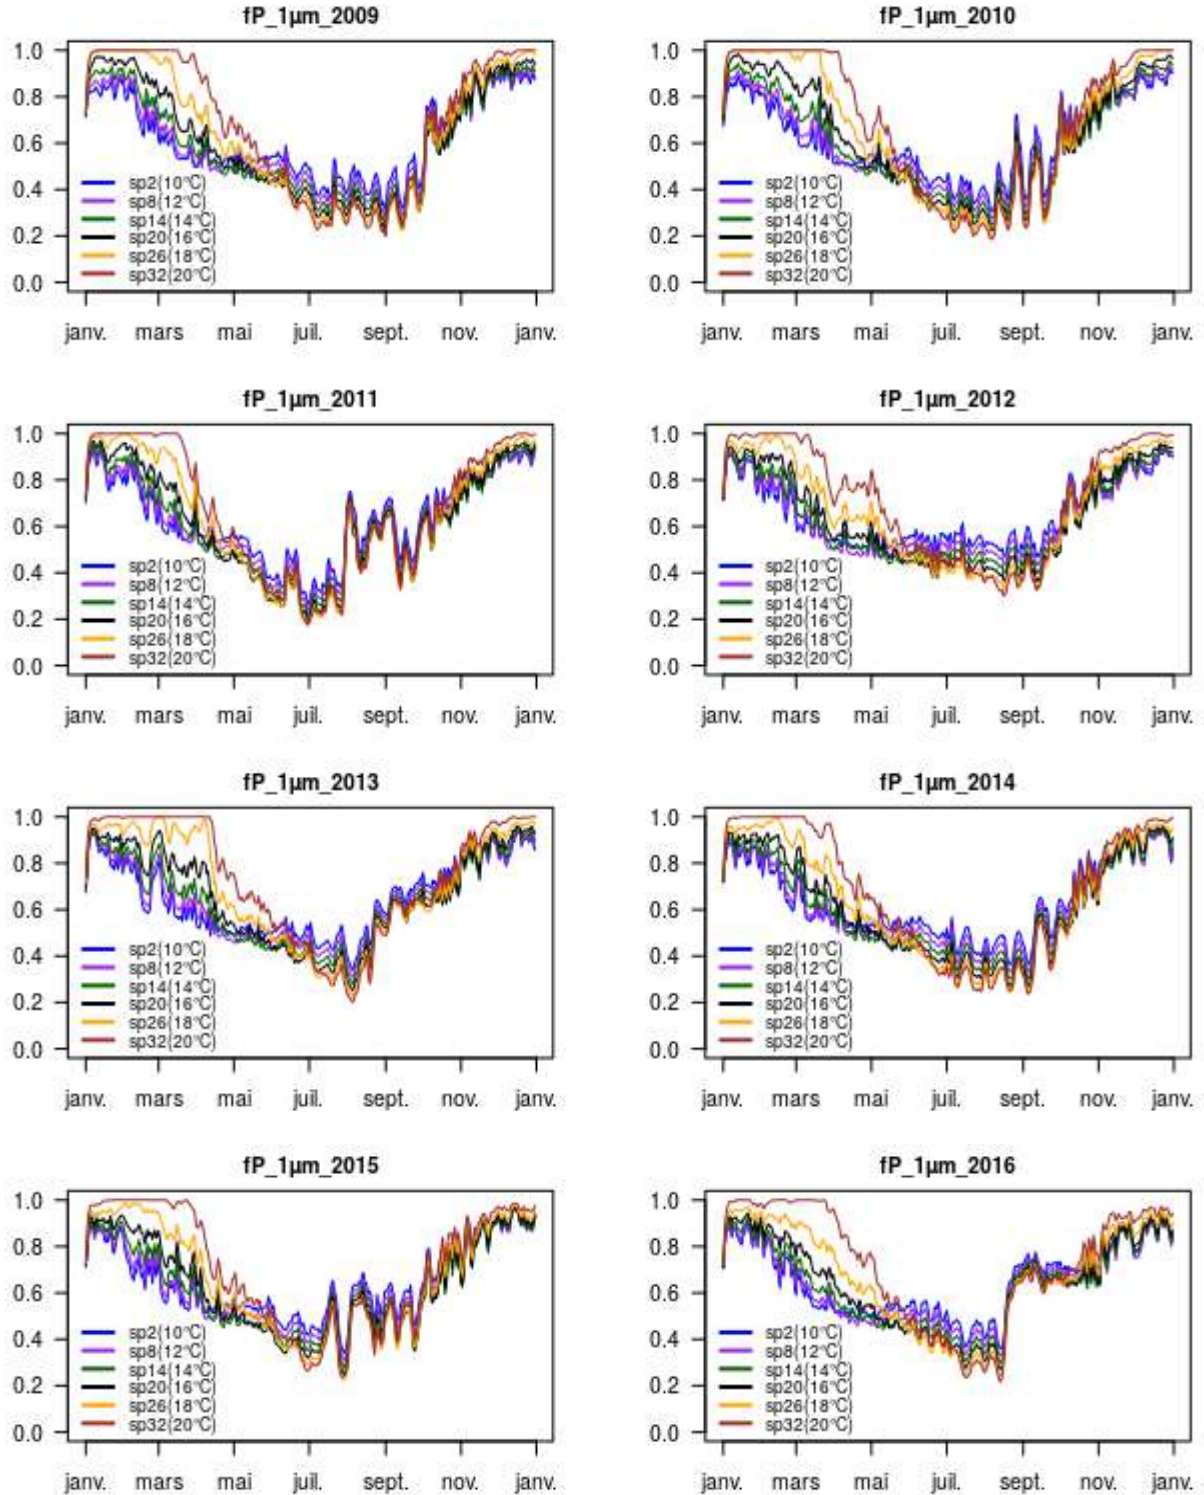 fP_1µm_2009
1.0
0.8
0.6
0.4
0.2
0.0
sp2(10°C)
sp8(12°C)
sp14(14°C)
sp20(16°C)
sp26(18°C)
sp32(20°C)
janv. mars mai juil. sept. nov. janv.
fP_1µm_2010
1.0
0.8
0.6
0.4
0.2
0.0
sp2(10°C)
sp8(12°C)
sp14(14°C)
sp20(16°C)
sp26(18°C)
sp32(20°C)
janv. mars mai juil. sept. nov. janv.
fP_1µm_2011
1.0
0.8
0.6
0.4
0.2
0.0
sp2(10°C)
sp8(12°C)
sp14(14°C)
sp20(16°C)
sp26(18°C)
sp32(20°C)
janv. mars mai juil. sept. nov. janv.
fP_1µm_2012
1.0
0.8
0.6
0.4
0.2
0.0
sp2(10°C)
sp8(12°C)
sp14(14°C)
sp20(16°C)
sp26(18°C)
sp32(20°C)
janv. mars mai juil. sept. nov. janv.
fP_1µm_2013
1.0
0.8
0.6
0.4
0.2
0.0
sp2(10°C)
sp8(12°C)
sp14(14°C)
sp20(16°C)
sp26(18°C)
sp32(20°C)
janv. mars mai juil. sept. nov. janv.
fP_1µm_2014
1.0
0.8
0.6
0.4
0.2
0.0
sp2(10°C)
sp8(12°C)
sp14(14°C)
sp20(16°C)
sp26(18°C)
sp32(20°C)
janv. mars mai juil. sept. nov. janv.
fP_1µm_2015
1.0
0.8
0.6
0.4
0.2
0.0
sp2(10°C)
sp8(12°C)
sp14(14°C)
sp20(16°C)
sp26(18°C)
sp32(20°C)
janv. mars mai juil. sept. nov. janv.
fP_1µm_2016
1.0
0.8
0.6
0.4
0.2
0.0
sp2(10°C)
sp8(12°C)
sp14(14°C)
sp20(16°C)
sp26(18°C)
sp32(20°C)
janv. mars mai juil. sept. nov. janv.